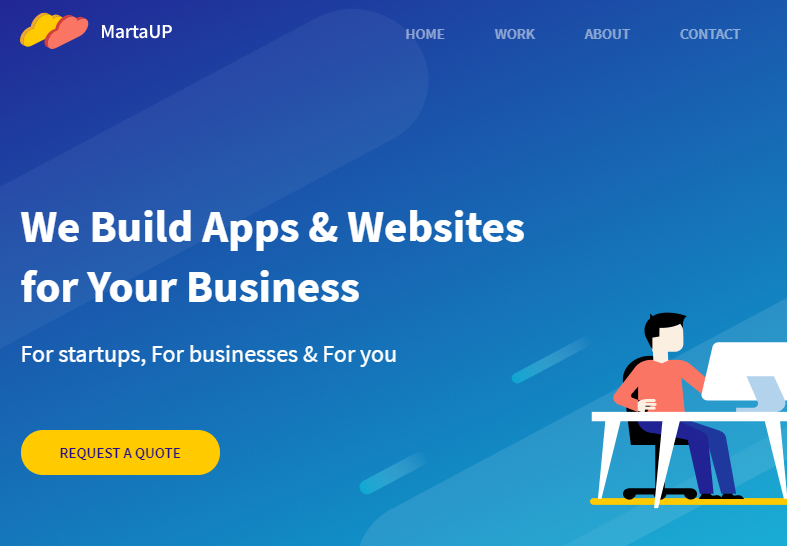 MartaUP
HOME WORK ABOUT CONTACT
We Build Apps & Websites
for Your Business
For startups, For businesses & For you
REQUEST A QUOTE